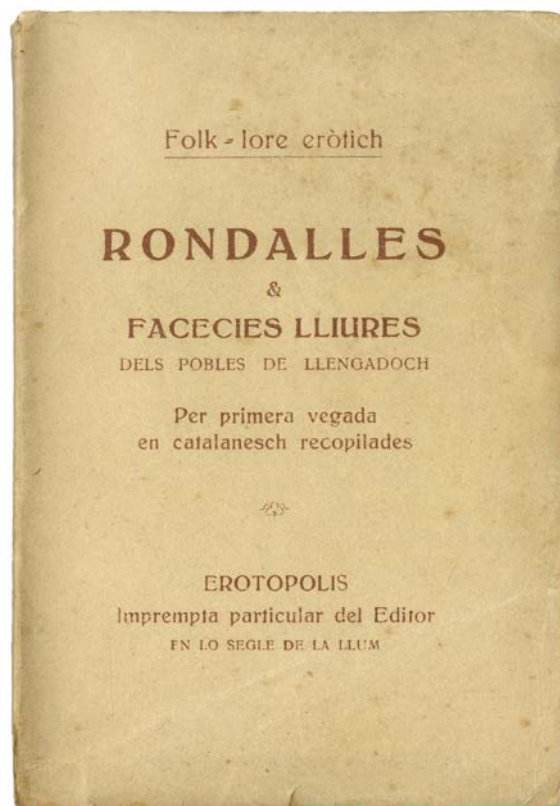 Folk-lore eròtich
RONDALLES
&
FACECIES LLIURES
DELS POBLES DE LLENGADOCH
Per primera vegada
en catalanesch recopilades
EROTOPOLIS
Imprempta particular del Editor
EN LO SEGLE DE LA LLUM